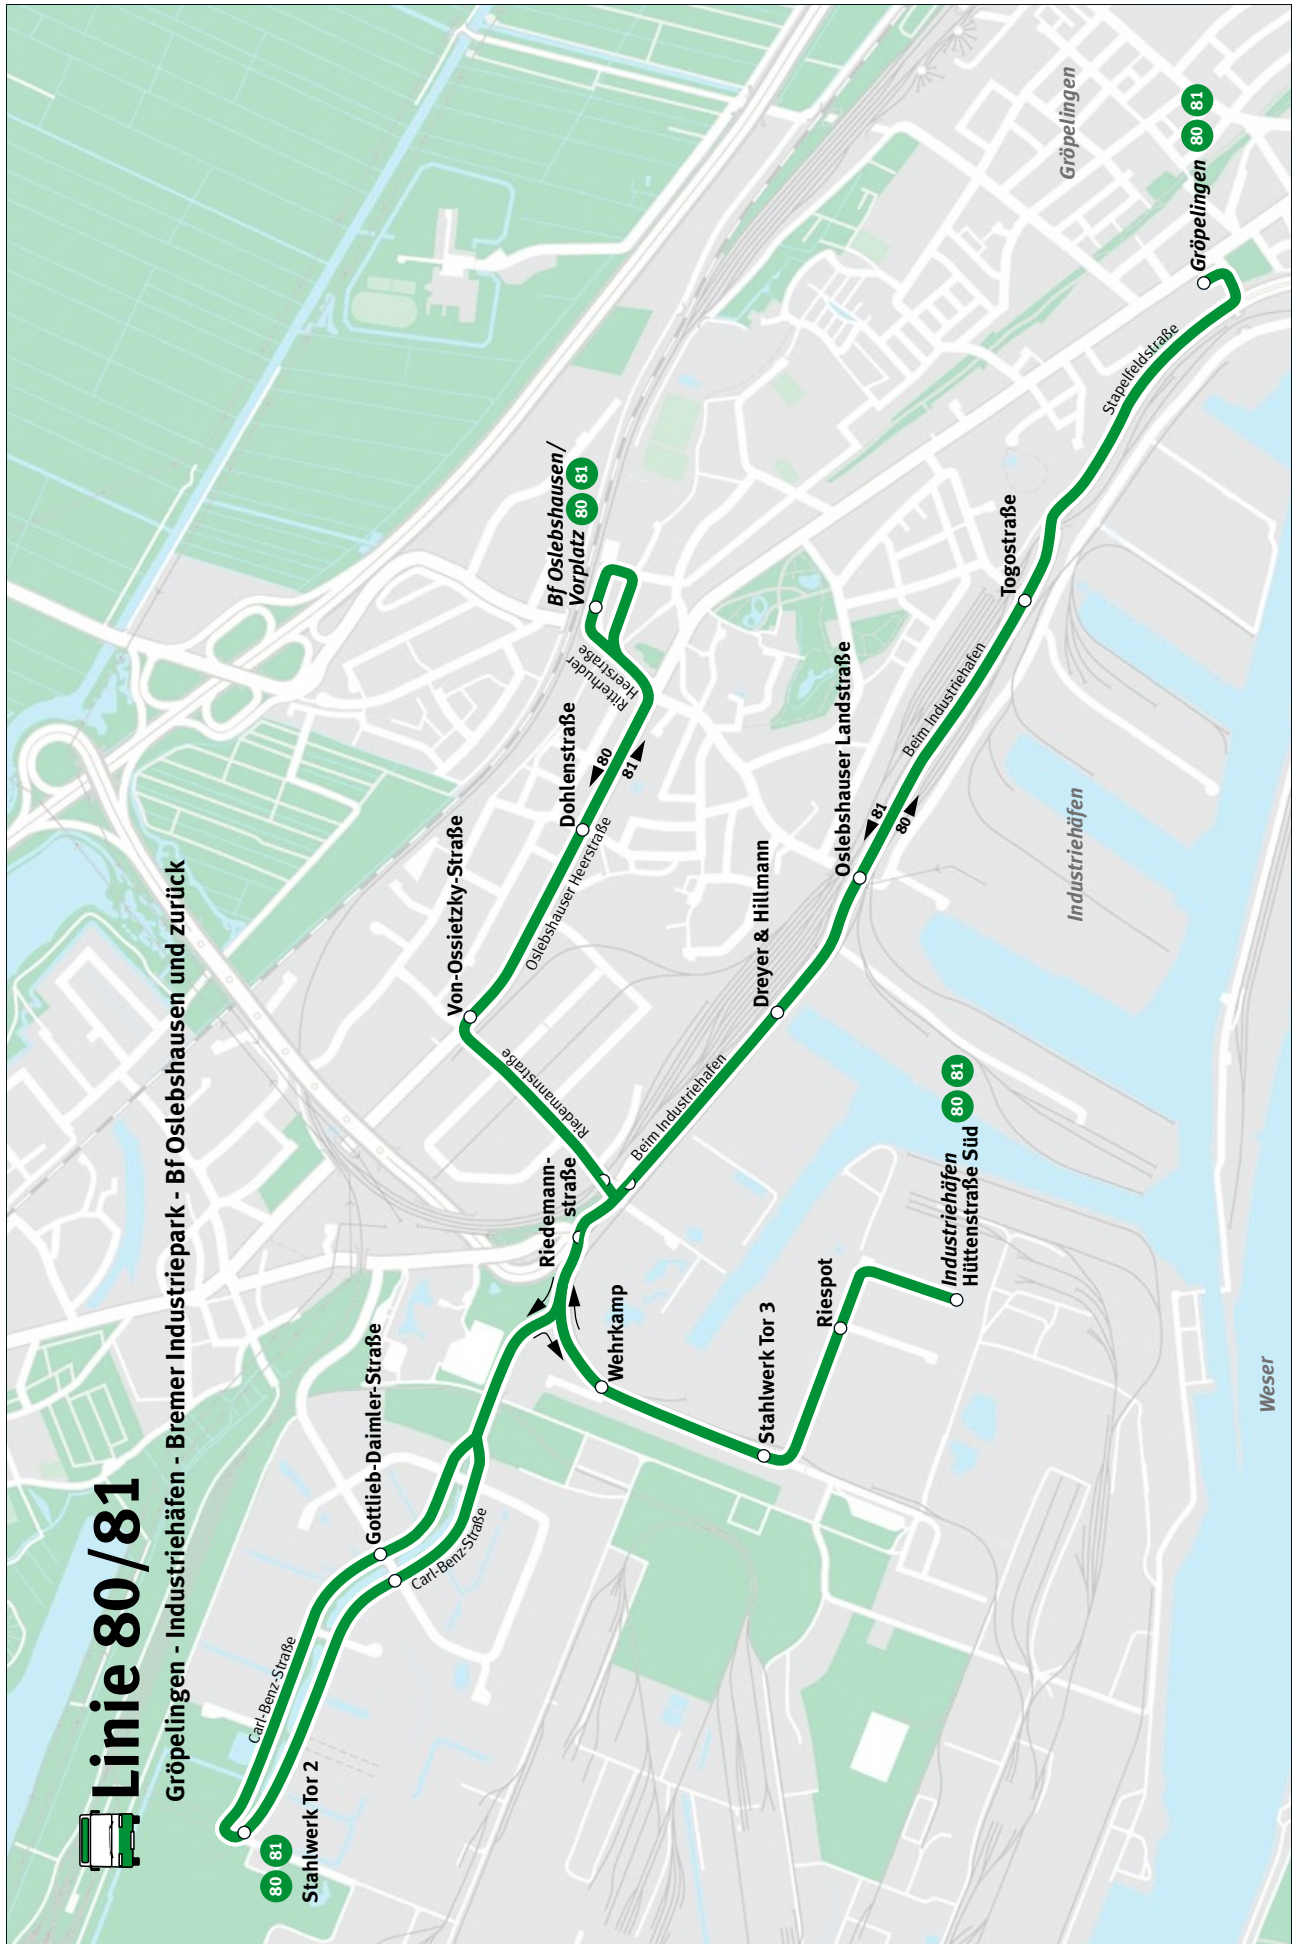 Linie 80/81
Gröpelingen - Industriehäfen - Bremer Industriepark - Bf Oslebshausen und zurück
80 81
Stahlwerk Tor 2
Carl-Benz-Straße
Gottlieb-Daimler-Straße
Carl-Benz-Straße
Wehrkamp
Stahlwerk Tor 3
Riespot
Industriehäfen
Hüttenstraße Süd
80 81
Riedemann-
straße
Riedemannstraße
Von-Ossietzky-Straße
Oslebshauser Heerstraße
Dohlenstraße
80
81
Ritterhuder
Heerstraße
Bf Oslebshausen/
Vorplatz
80 81
Beim Industriehafen
Dreyer & Hillmann
Oslebshauser Landstraße
81
80
Beim Industriehafen
Togostraße
Stapelfeldstraße
Gröpelingen
80 81
Gröpelingen
Industriehäfen
Weser